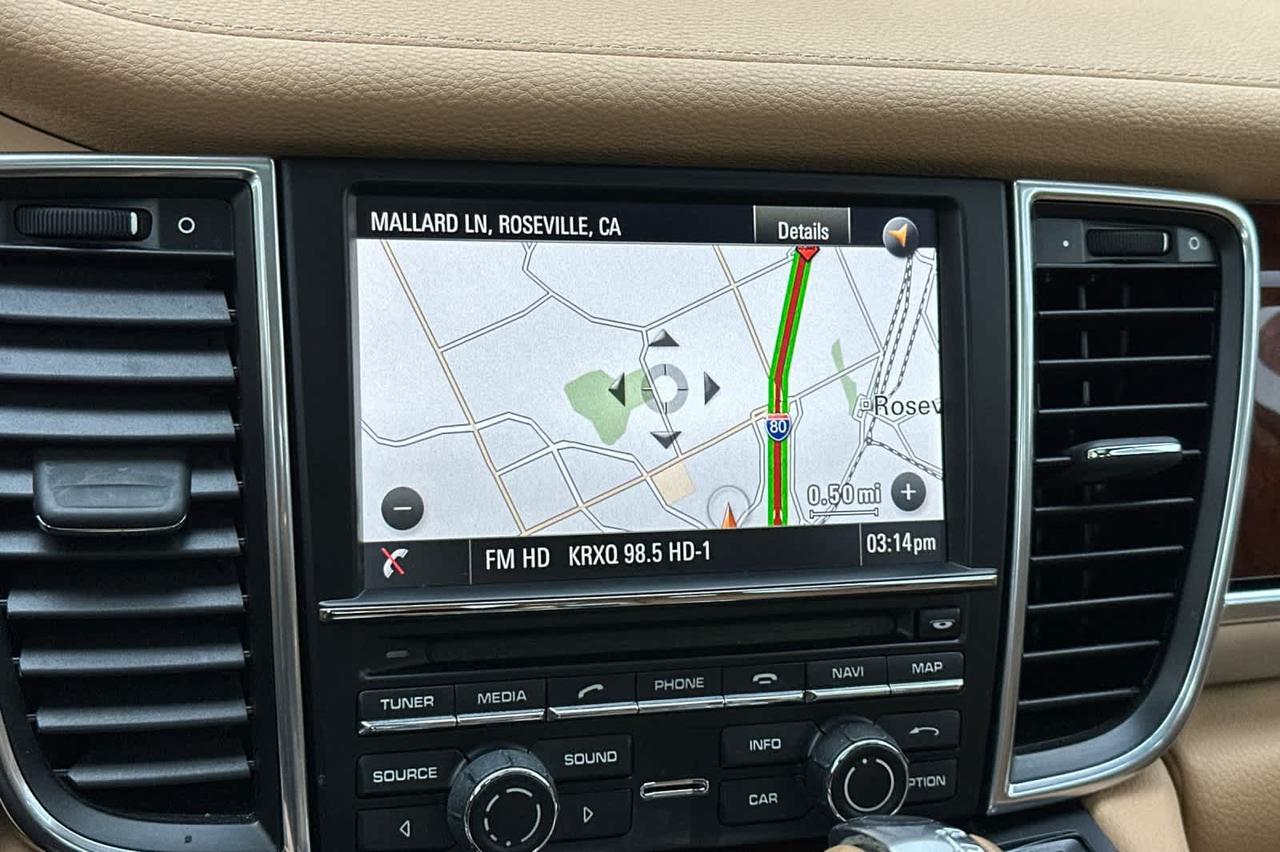 MALLARD LN, ROSEVILLE, CA
Details
80
Rosev
0.50 mi
FM HD KRXQ 98.5 HD-1
03:14pm
TUNER
MEDIA
PHONE
NAVI
MAP
SOURCE
SOUND
INFO
CAR
PTION